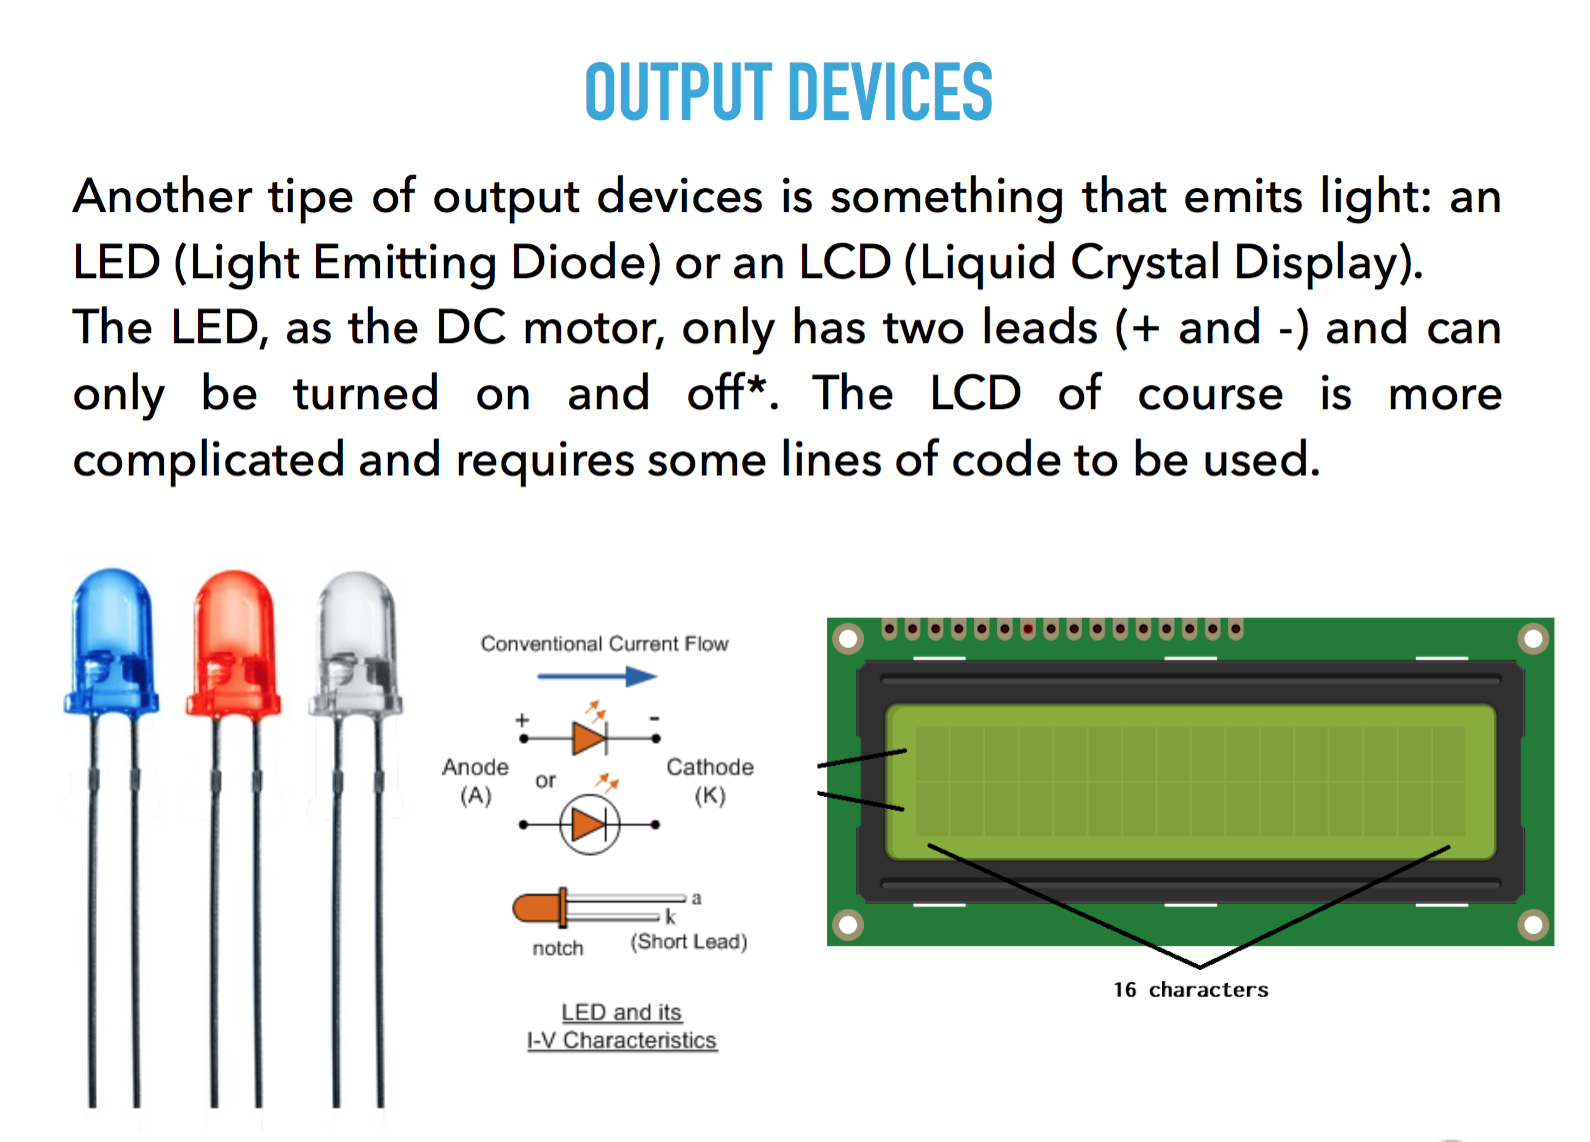 OUTPUT DEVICES
Another tipe of output devices is something that emits light: an
LED (Light Emitting Diode) or an LCD (Liquid Crystal Display).
The LED, as the DC motor, only has two leads (+ and -) and can
only be turned on and off*. The LCD of course is more
complicated and requires some lines of code to be used.
Conventional Current Flow
+ -
Anode
(A)
or
Cathode
(K)
a
k
notch
(Short Lead)
LED and its
I-V Characteristics
16 characters